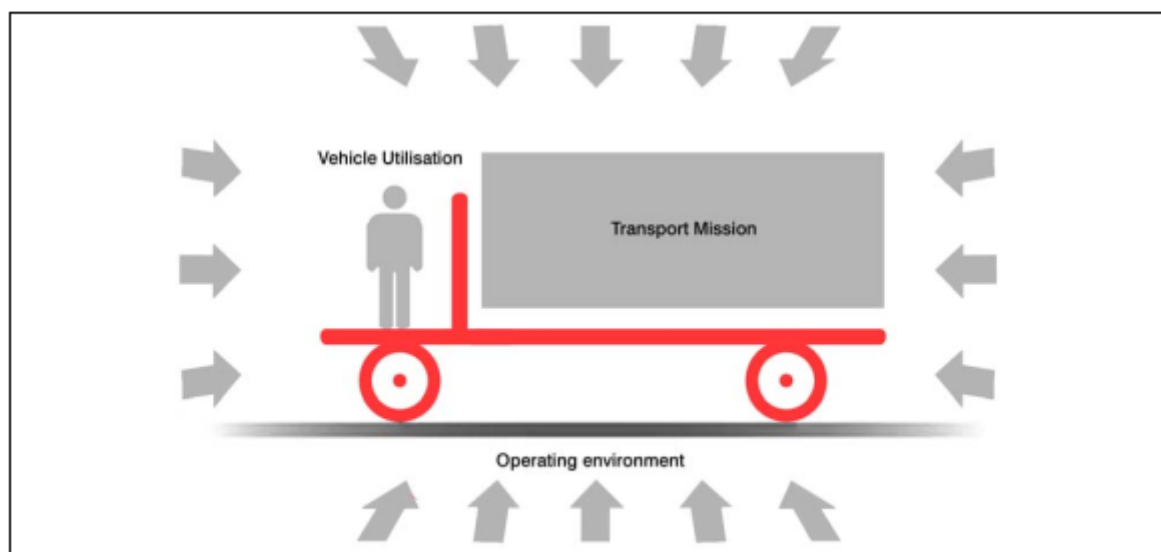 Vehicle Utilisation
Transport Mission
Operating environment